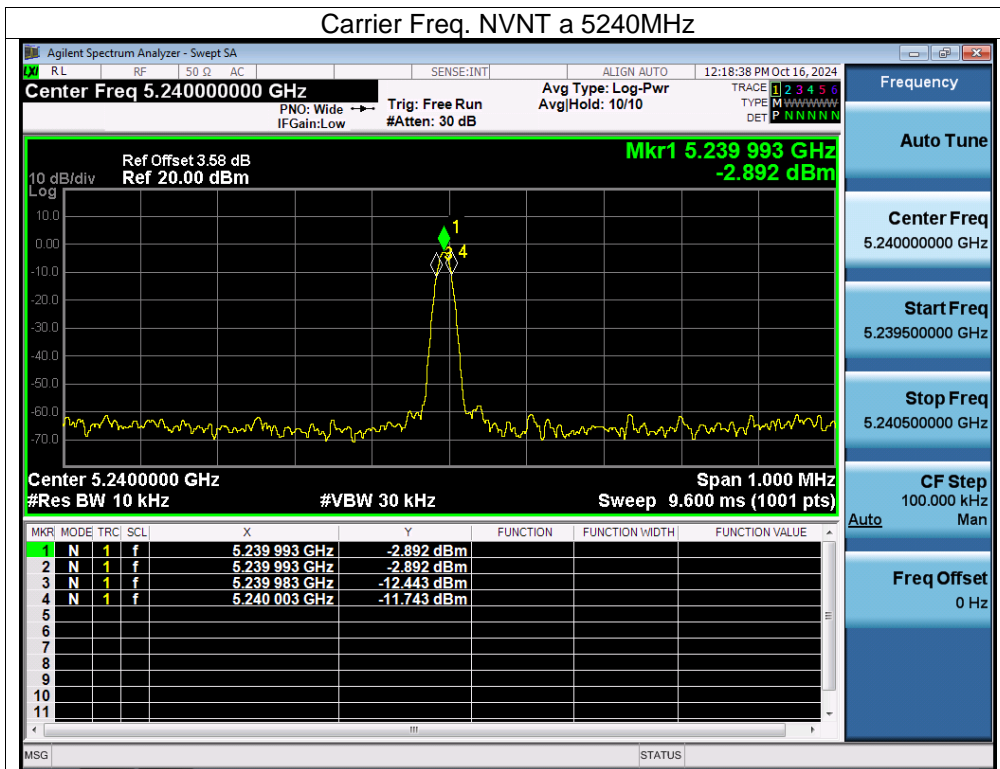 Carrier Freq. NVNT a 5240MHz
Agilent Spectrum Analyzer - Swept SA
LXI RL RF 50 Ω AC SENSE:INT ALIGN AUTO 12:18:38 PM Oct 16, 2024
Center Freq 5.240000000 GHz
PNO: Wide
IFGain:Low
Trig: Free Run
#Atten: 30 dB
Avg Type: Log-Pwr
Avg|Hold: 10/10
TRACE 1 2 3 4 5 6
TYPE M WWWWW
DET P N N N N N
Ref Offset 3.58 dB
Ref 20.00 dBm
10 dB/div
Log
Mkr1 5.239 993 GHz
-2.892 dBm
10.0
0.00
-10.0
-20.0
-30.0
-40.0
-50.0
-60.0
-70.0
1
4
Center 5.2400000 GHz Span 1.000 MHz
#Res BW 10 kHz #VBW 30 kHz Sweep 9.600 ms (1001 pts)
MKR MODE TRC SCL X Y FUNCTION FUNCTION WIDTH FUNCTION VALUE
1 N 1 f 5.239 993 GHz -2.892 dBm
2 N 1 f 5.239 993 GHz -2.892 dBm
3 N 1 f 5.239 983 GHz -12.443 dBm
4 N 1 f 5.240 003 GHz -11.743 dBm
5
6
7
8
9
10
11
MSG STATUS
Frequency
Auto Tune
Center Freq
5.240000000 GHz
Start Freq
5.239500000 GHz
Stop Freq
5.240500000 GHz
CF Step
100.000 kHz
Auto Man
Freq Offset
0 Hz